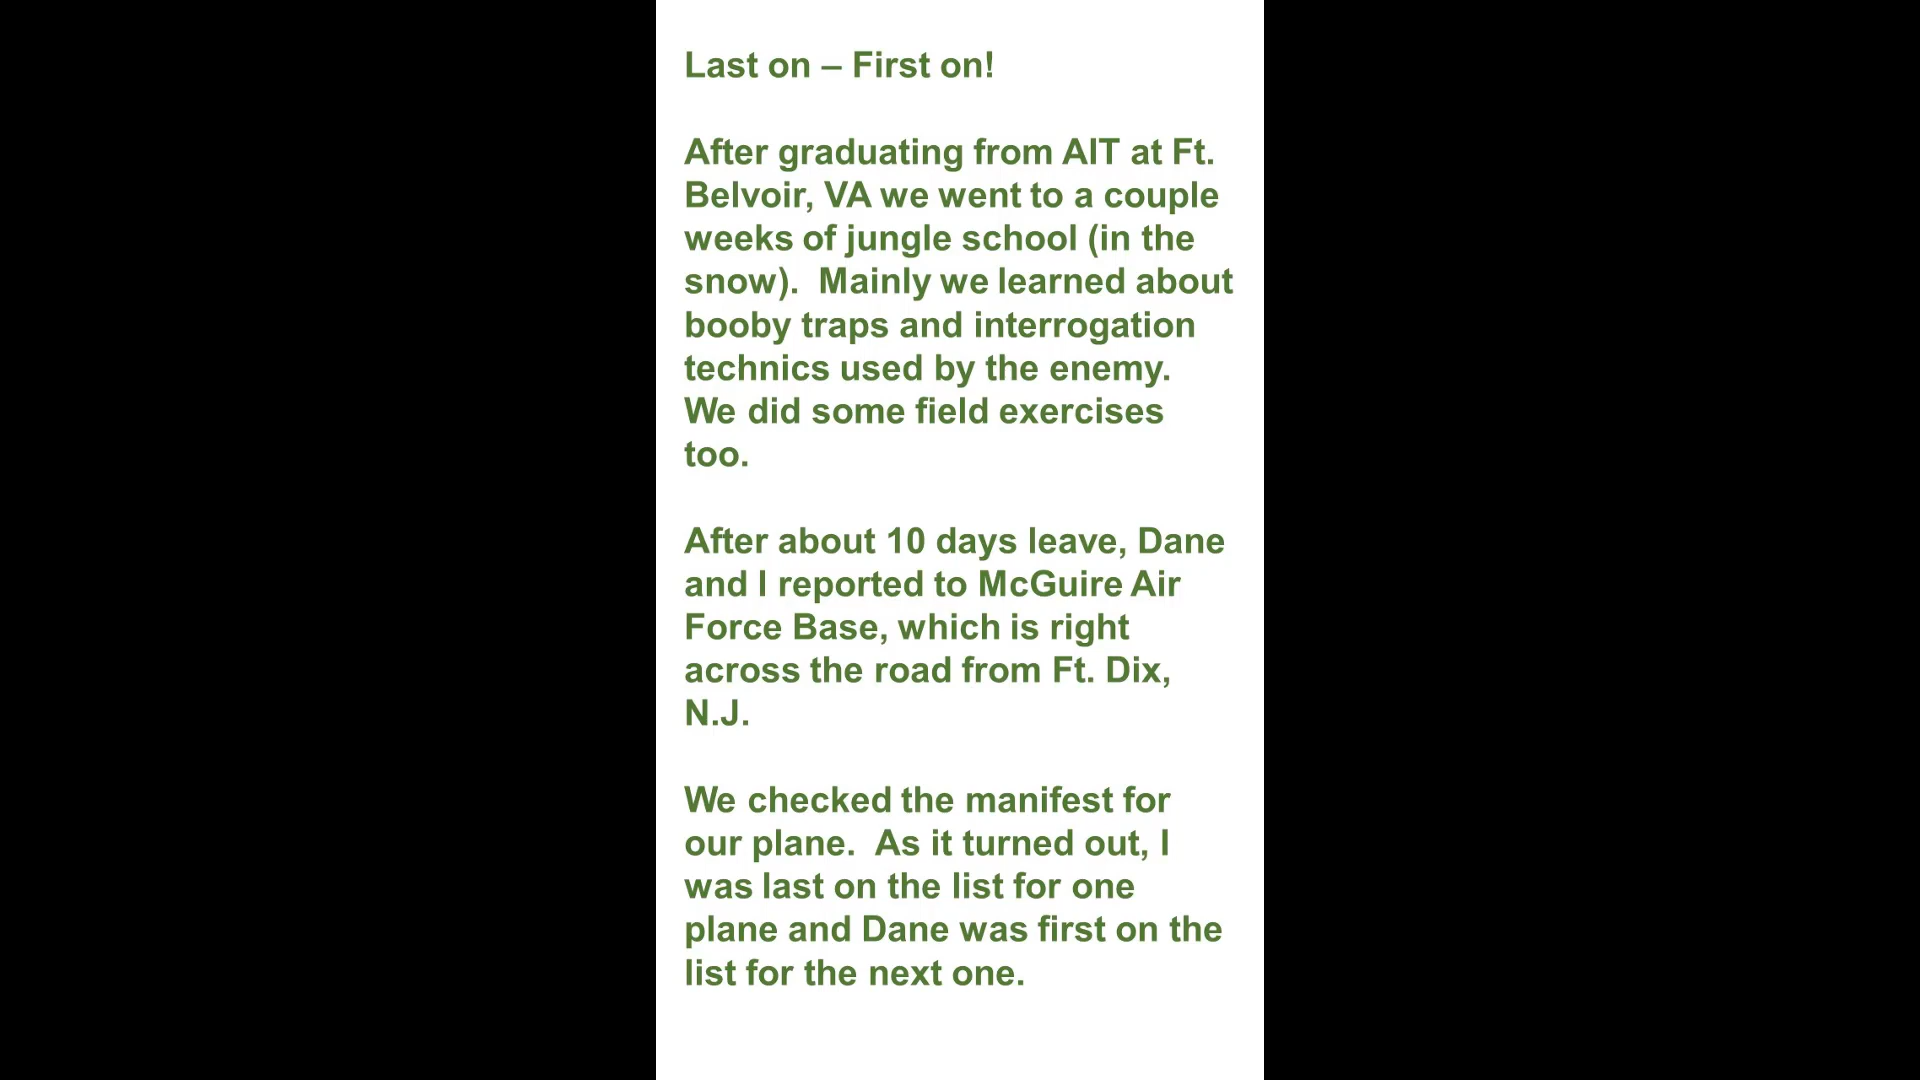 Last on – First on!
After graduating from AIT at Ft.
Belvoir, VA we went to a couple
weeks of jungle school (in the
snow).  Mainly we learned about
booby traps and interrogation
technics used by the enemy.
We did some field exercises
too.
After about 10 days leave, Dane
and I reported to McGuire Air
Force Base, which is right
across the road from Ft. Dix,
N.J.
We checked the manifest for
our plane.  As it turned out, I
was last on the list for one
plane and Dane was first on the
list for the next one.